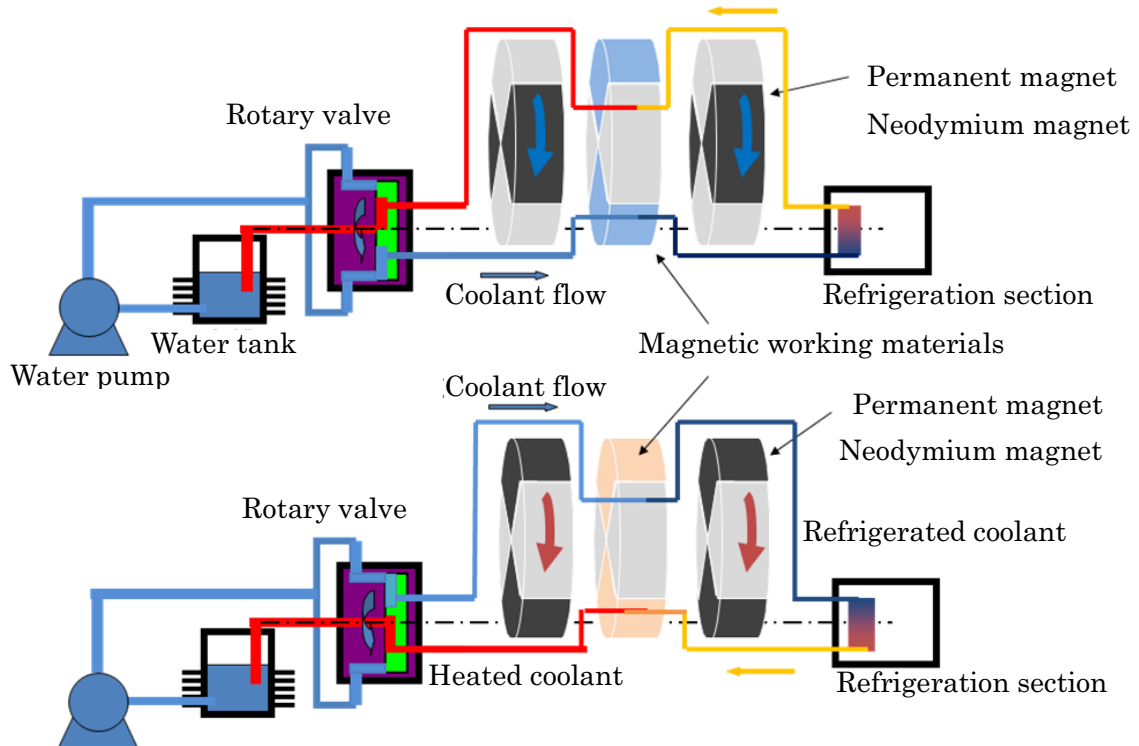 Permanent magnet
Neodymium magnet
Rotary valve
Coolant flow
Refrigeration section
Water tank
Magnetic working materials
Water pump
Coolant flow
Permanent magnet
Neodymium magnet
Rotary valve
Refrigerated coolant
Heated coolant
Refrigeration section